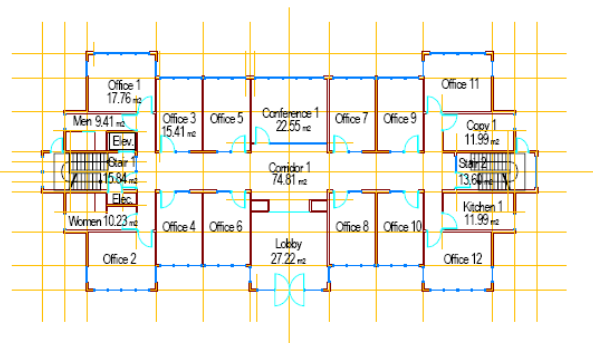 Office 1
17.76 m2
Office 11
Men 9.41 m2
Office 3
15.41 m2
Office 5
Conference 1
22.55 m2
Office 7
Office 9
Copy 1
11.99 m2
Elev.
Stair 1
15.84 m2
Corridor 1
74.81 m2
Stair 2
13.60 m2
Elec.
Women 10.23 m2
Office 4
Office 6
Office 8
Office 10
Kitchen 1
11.99 m2
Lobby
27.22 m2
Office 2
Office 12